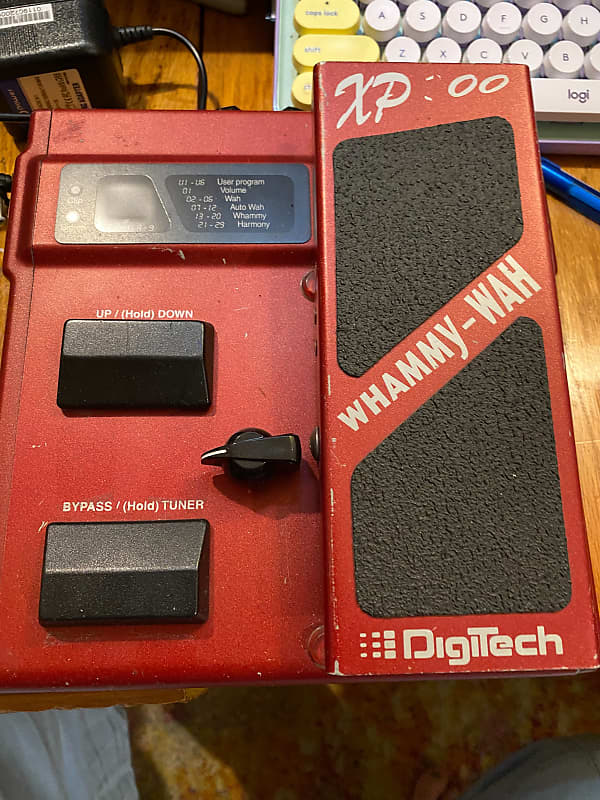 caps lock
A
S
D
F
G
H
shift
Z
X
C
V
B
logi
XP : 00
U1 - U5 User program
01 Volume
02 - 06 Wah
07 - 12 Auto Wah
13 - 20 Whammy
21 - 29 Harmony
Clip
UP / (Hold) DOWN
WHAMMY-WAH
BYPASS / (Hold) TUNER
DigiTech